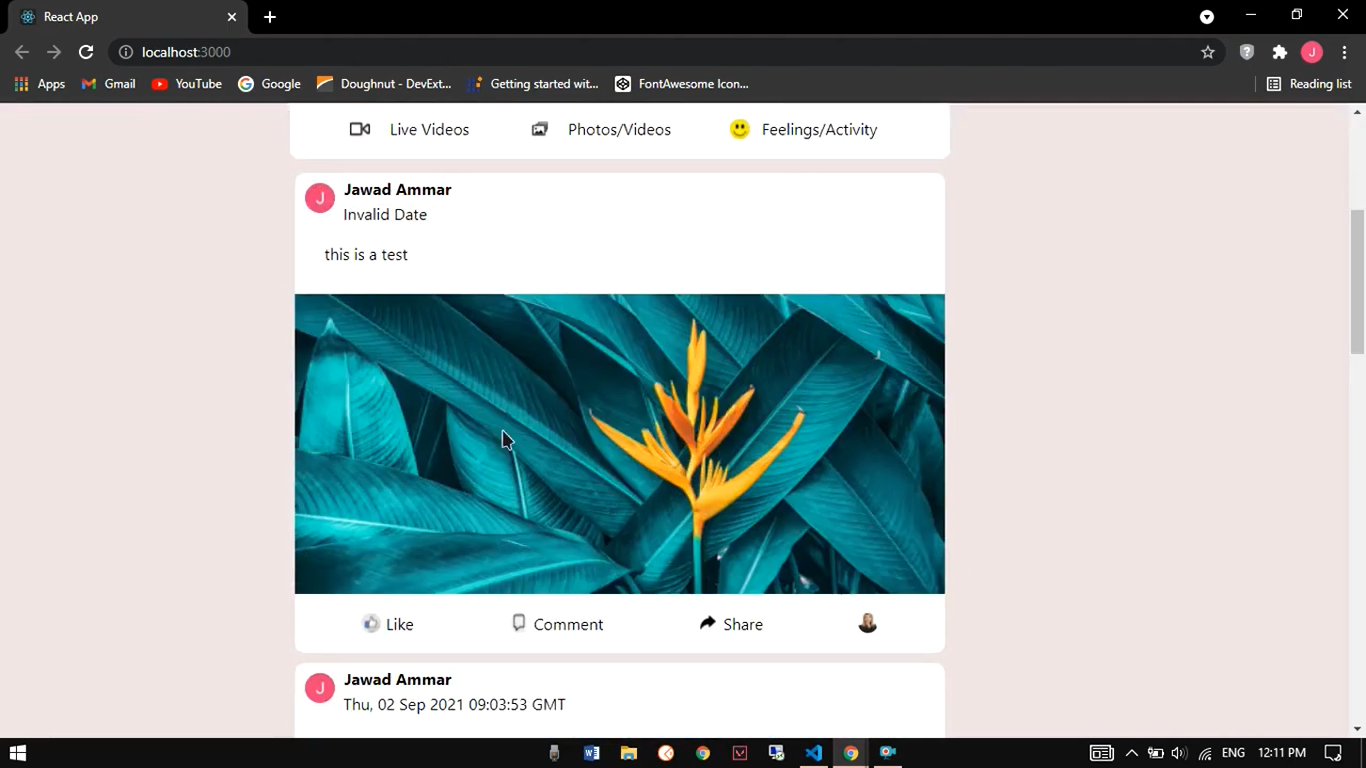 React App
localhost:3000
J
Apps Gmail YouTube Google Doughnut - DevExt... Getting started wit... FontAwesome Icon... Reading list
Live Videos Photos/Videos Feelings/Activity
J
Jawad Ammar
Invalid Date
this is a test
Like Comment Share
J
Jawad Ammar
Thu, 02 Sep 2021 09:03:53 GMT
ENG 12:11 PM